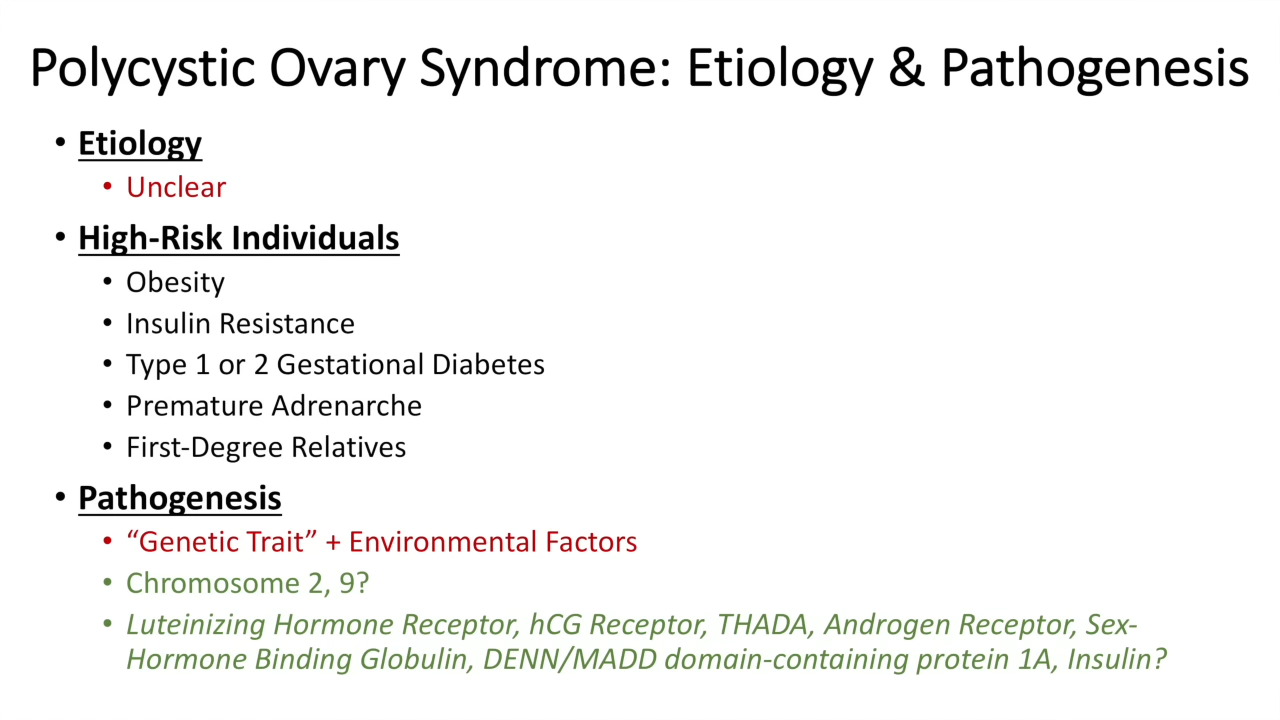 Polycystic Ovary Syndrome: Etiology & Pathogenesis
• Etiology
• Unclear
• High-Risk Individuals
• Obesity
• Insulin Resistance
• Type 1 or 2 Gestational Diabetes
• Premature Adrenarche
• First-Degree Relatives
• Pathogenesis
• “Genetic Trait” + Environmental Factors
• Chromosome 2, 9?
• Luteinizing Hormone Receptor, hCG Receptor, THADA, Androgen Receptor, Sex-
Hormone Binding Globulin, DENN/MADD domain-containing protein 1A, Insulin?